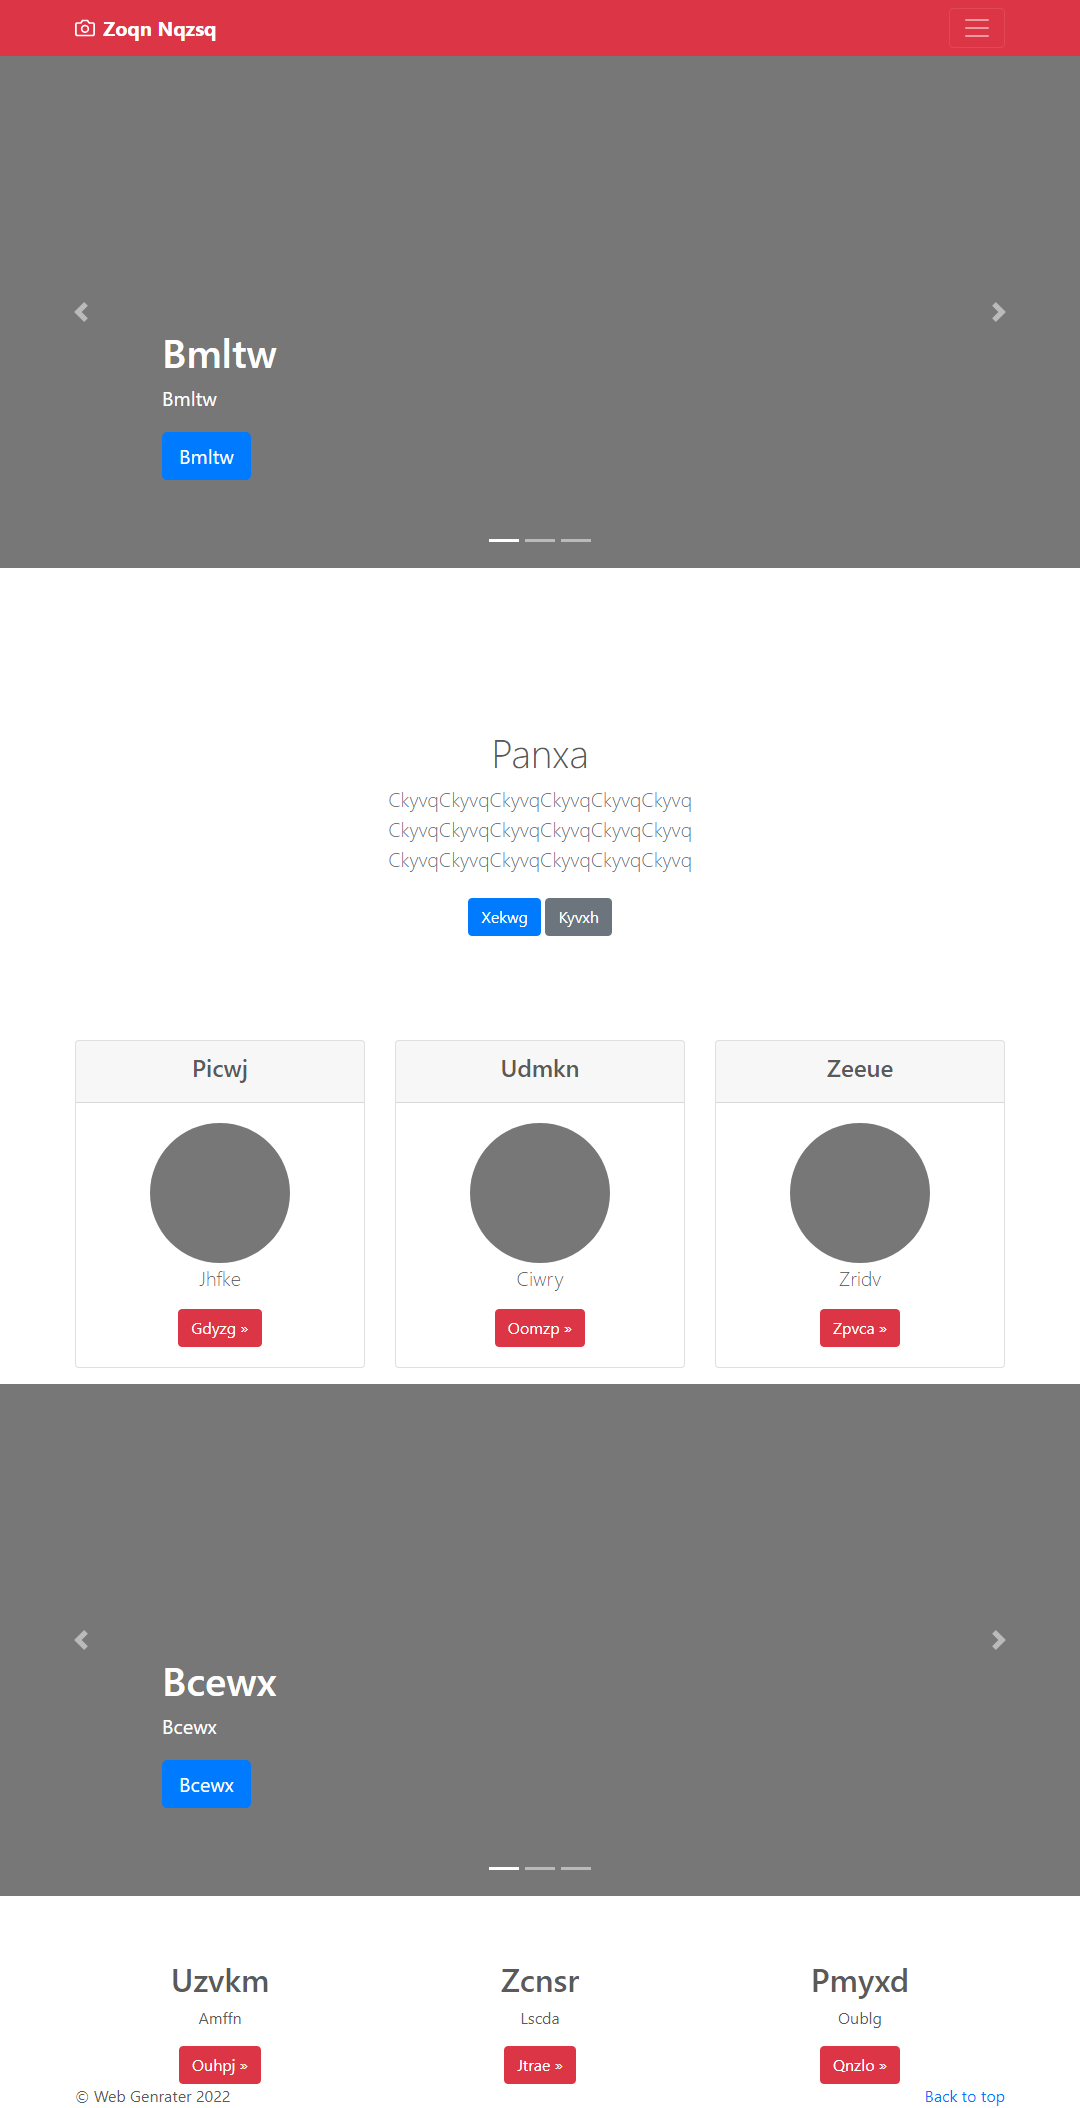 Zoqn Nqzsq
Bmltw
Bmltw
Bmltw
Panxa
CkyvqCkyvqCkyvqCkyvqCkyvqCkyvq
CkyvqCkyvqCkyvqCkyvqCkyvqCkyvq
CkyvqCkyvqCkyvqCkyvqCkyvqCkyvq
Xekwg Kyvxh
Picwj Udmkn Zeeue
Jhfke Ciwry Zridv
Gdyzg » Oomzp » Zpvca »
Bcewx
Bcewx
Bcewx
Uzvkm Zcnsr Pmyxd
Amffn Lscda Oublg
Ouhpj » Jtrae » Qnzlo »
© Web Genrater 2022 Back to top